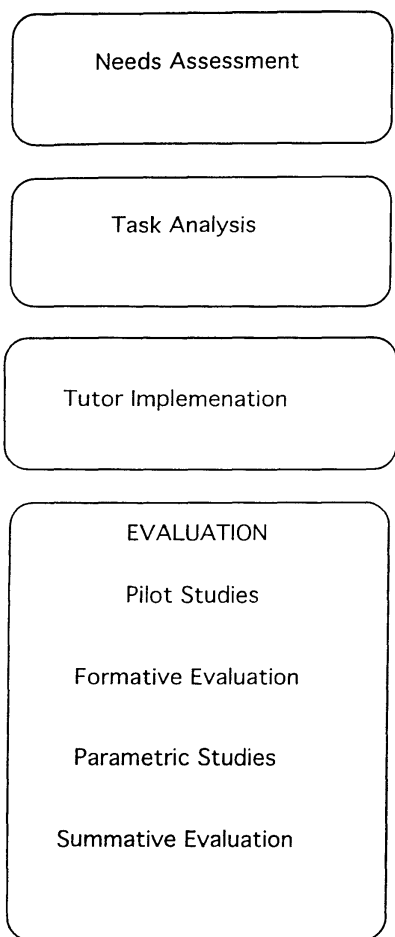 Needs Assessment
Task Analysis
Tutor Implemenation
EVALUATION
Pilot Studies
Formative Evaluation
Parametric Studies
Summative Evaluation